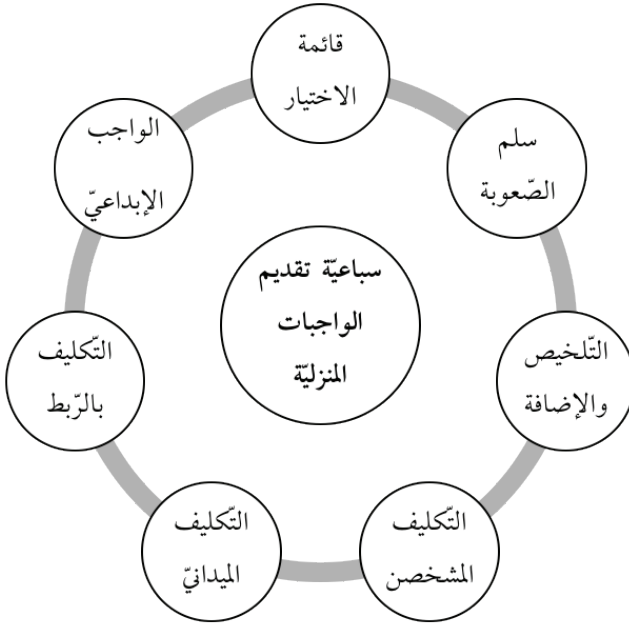 سباعيّة تقديم
الواجبات
المنزليّة
قائمة
الاختيار
سلم
الصّعوبة
التّلخيص
والإضافة
التّكليف
المشخصن
التّكليف
الميدانيّ
التّكليف
بالرّبط
الواجب
الإبداعيّ